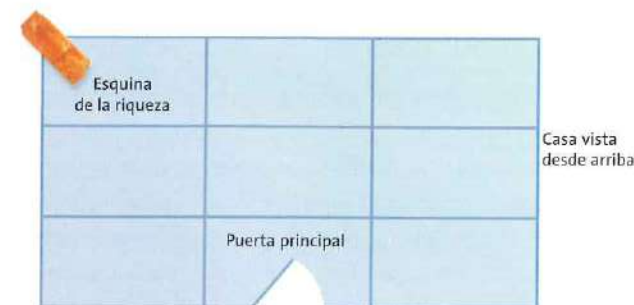 Esquina
de la riqueza
Casa vista
desde arriba
Puerta principal